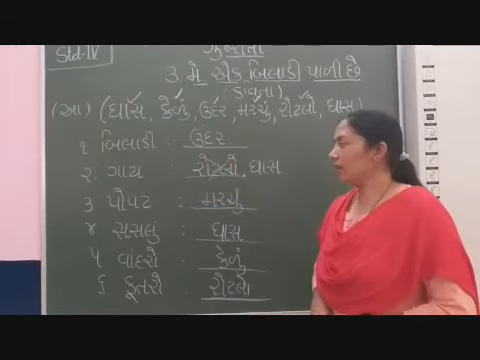 Std-IV
ગુજરાતી
૩ મેં એક બિલાડી પાળી છે
(કવિતા)
(આ) (ઘાસ, કેળું, ઉંદર, મરચું, રોટલો, ઘાસ)
૧ બિલાડી : ઉંદર
૨. ગાય : રોટલો ઘાસ
૩ પોપટ : મરચું
૪ સસલું : ઘાસ
૫ વાંદરો : કેળું
૬ કૂતરો : રોટલો